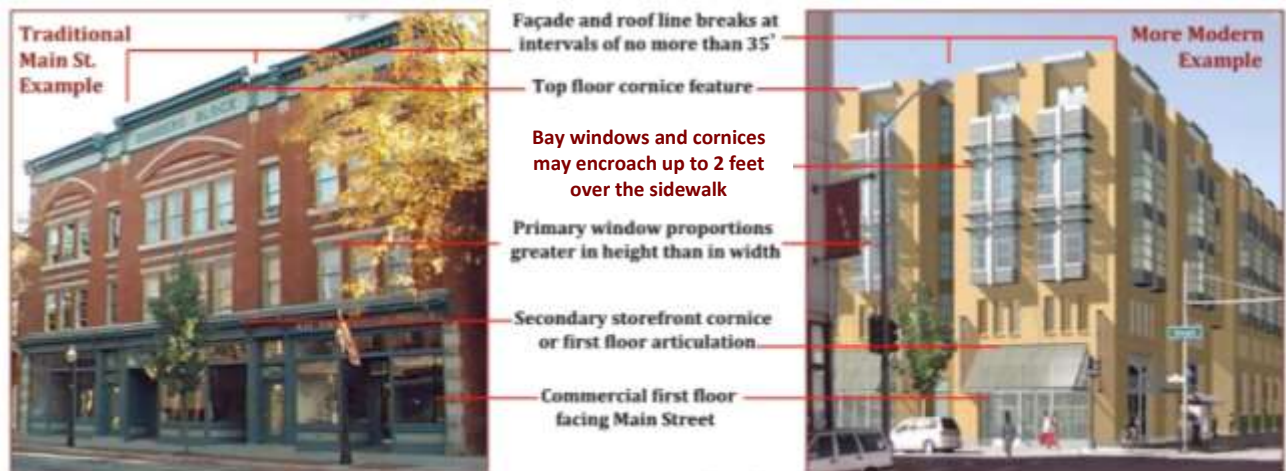 Traditional
Main St.
Example
Façade and roof line breaks at
intervals of no more than 35'
More Modern
Example
Top floor cornice feature
BLOCK
Bay windows and cornices
may encroach up to 2 feet
over the sidewalk
Primary window proportions
greater in height than in width
Secondary storefront cornice
or first floor articulation
Commercial first floor
facing Main Street